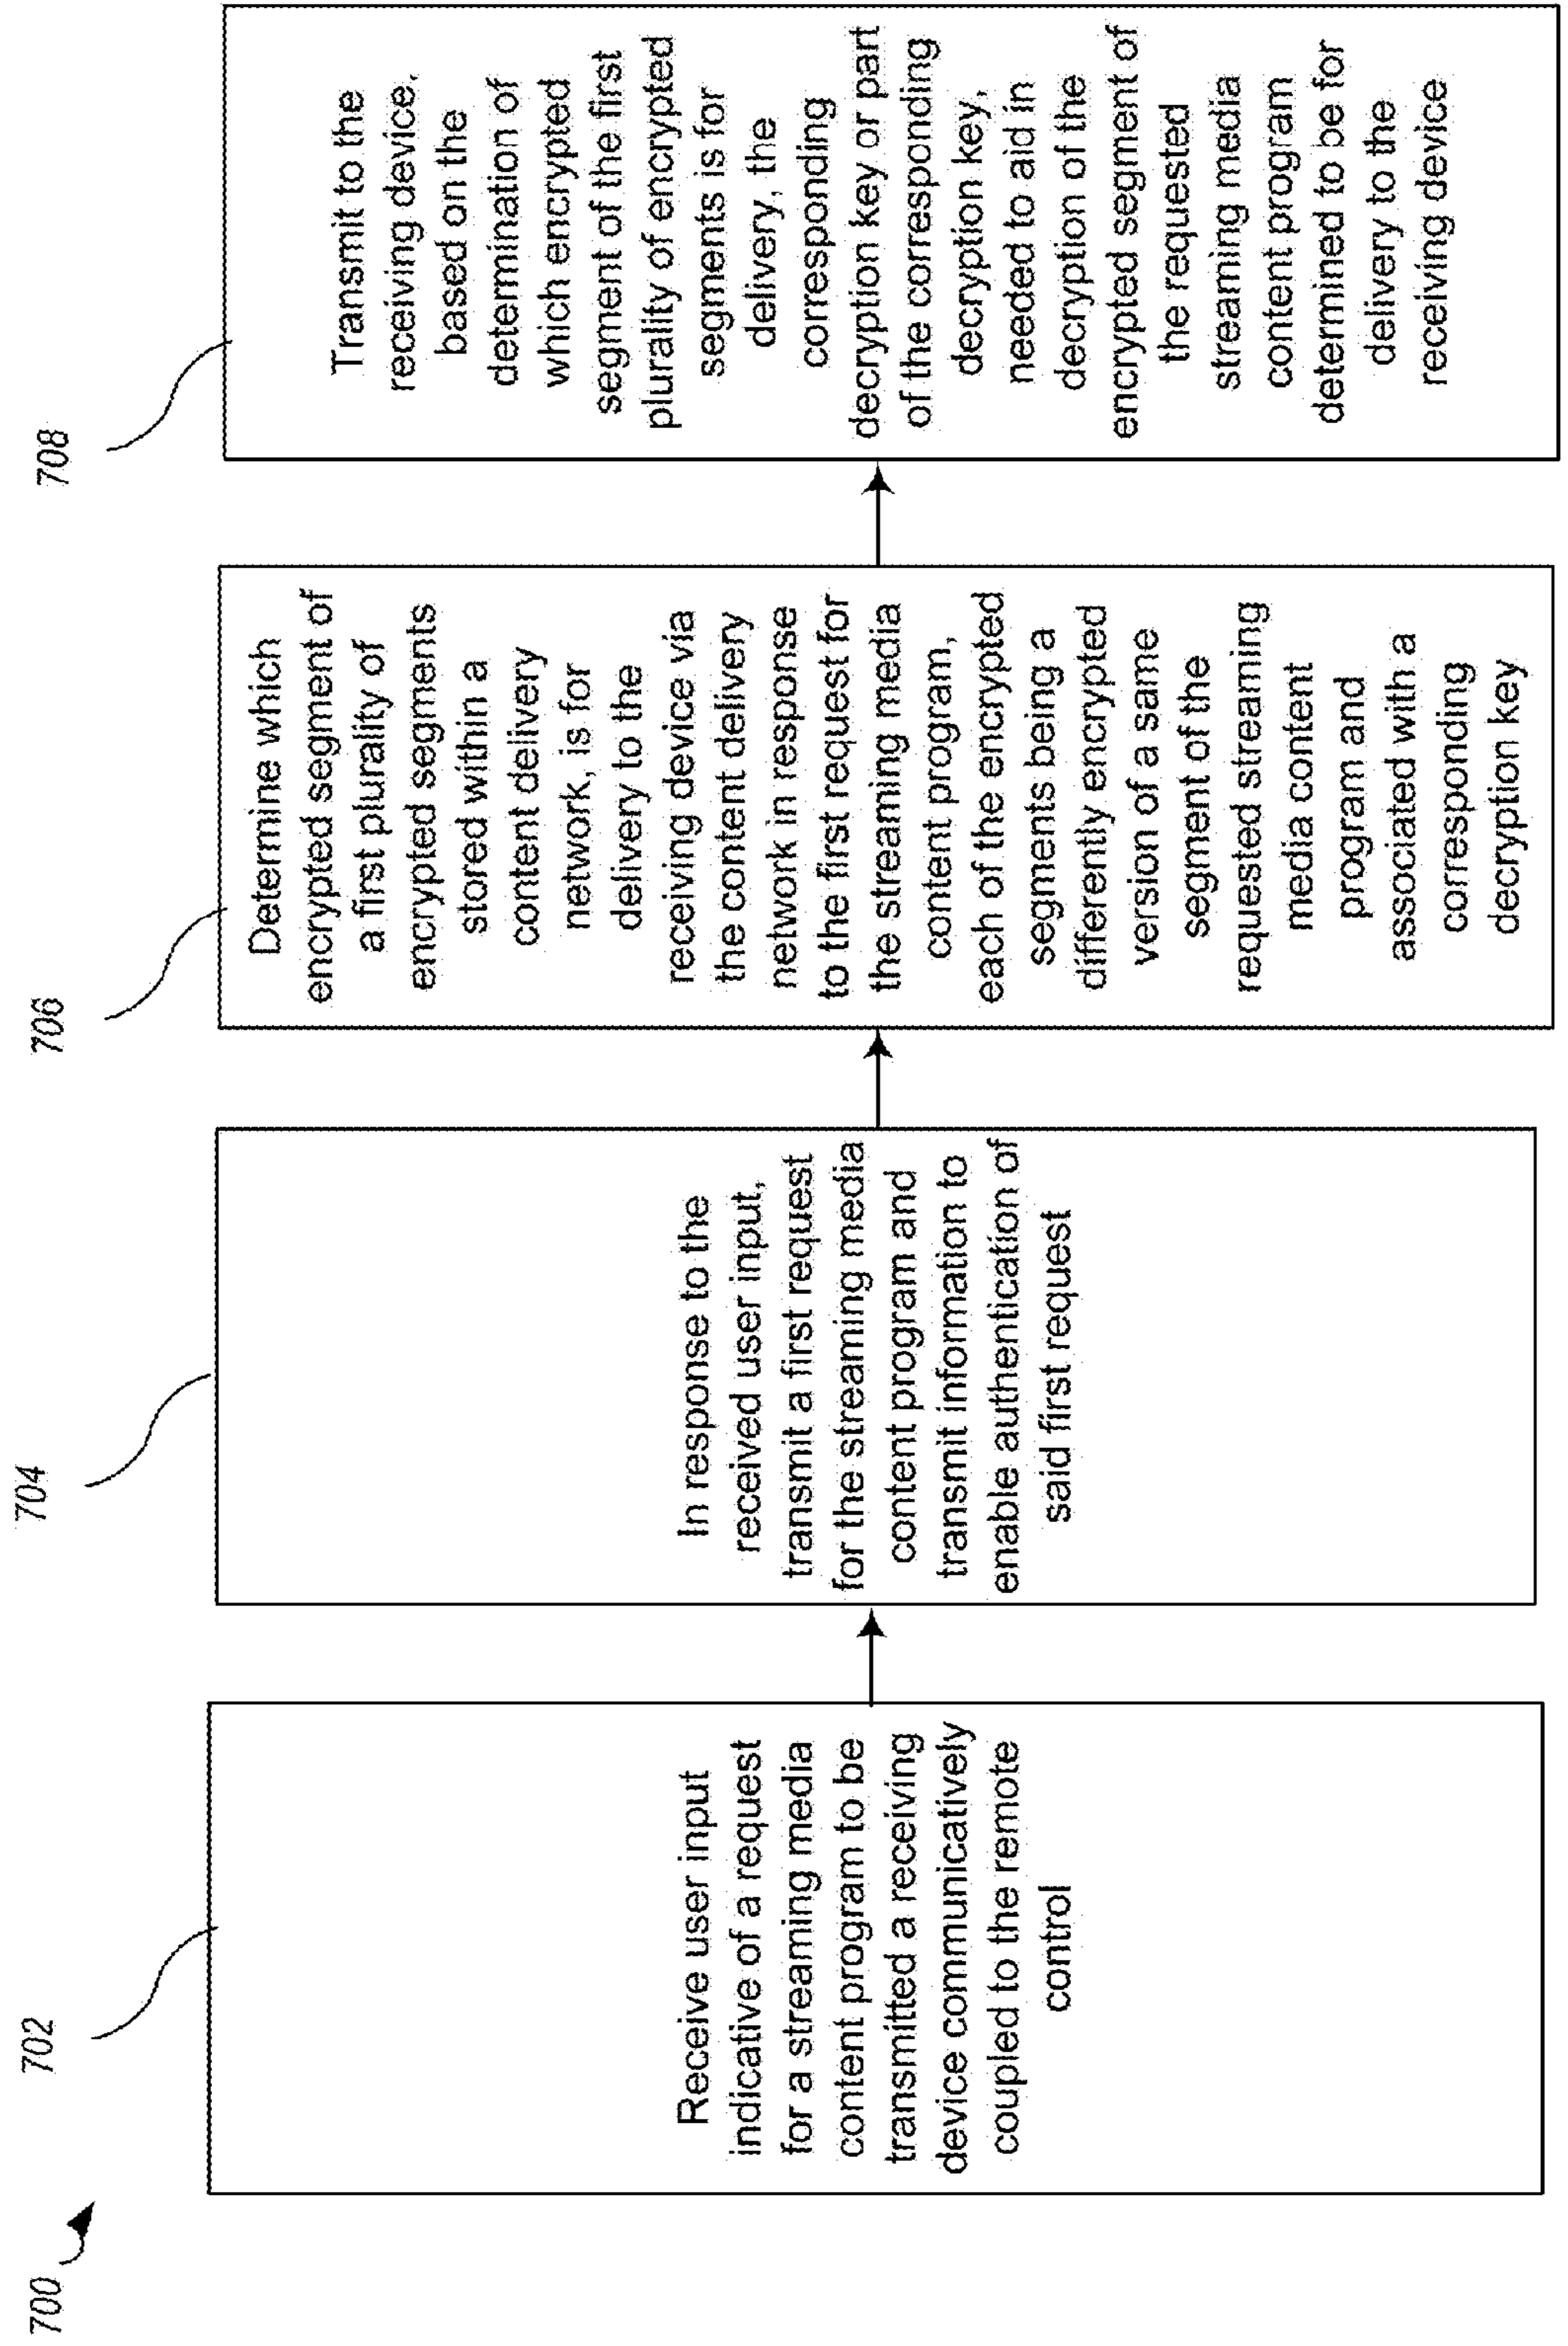 700
702
Receive user input
indicative of a request
for a streaming media
content program to be
transmitted a receiving
device communicatively
coupled to the remote
control
704
In response to the
received user input,
transmit a first request
for the streaming media
content program and
transmit information to
enable authentication of
said first request
706
Determine which
encrypted segment of
a first plurality of
encrypted segments
stored within a
content delivery
network, is for
delivery to the
receiving device via
the content delivery
network in response
to the first request for
the streaming media
content program,
each of the encrypted
segments being a
differently encrypted
version of a same
segment of the
requested streaming
media content
program and
associated with a
corresponding
decryption key
708
Transmit to the
receiving device,
based on the
determination of
which encrypted
segment of the first
plurality of encrypted
segments is for
delivery, the
corresponding
decryption key or part
of the corresponding
decryption key,
needed to aid in
decryption of the
encrypted segment of
the requested
streaming media
content program
determined to be for
delivery to the
receiving device